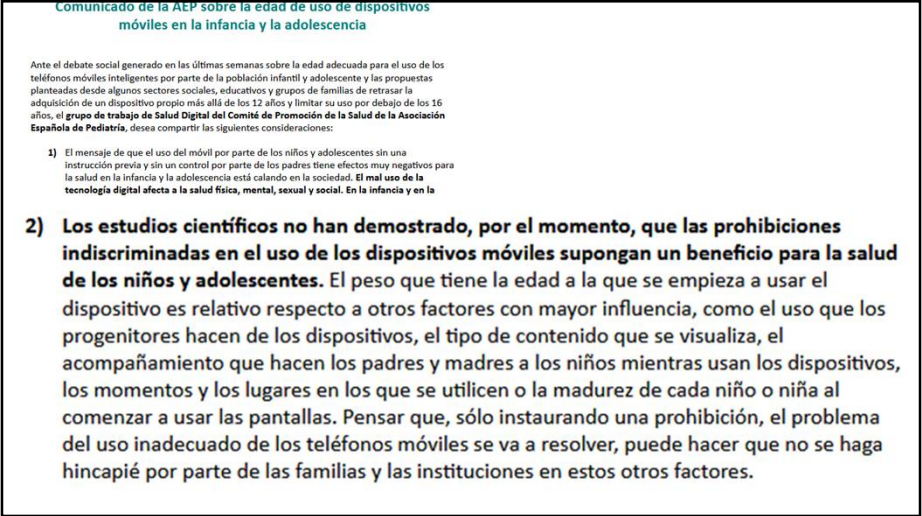 Comunicado de la AEP sobre la edad de uso de dispositivos
móviles en la infancia y la adolescencia
Ante el debate social generado en las últimas semanas sobre la edad adecuada para el uso de los
teléfonos móviles inteligentes por parte de la población infantil y adolescente y las propuestas
planteadas desde algunos sectores sociales, educativos y grupos de familias de retrasar la
adquisición de un dispositivo propio más allá de los 12 años y limitar su uso por debajo de los 16
años, el grupo de trabajo de Salud Digital del Comité de Promoción de la Salud de la Asociación
Española de Pediatría, desea compartir las siguientes consideraciones:
1) El mensaje de que el uso del móvil por parte de los niños y adolescentes sin una
instrucción previa y sin un control por parte de los padres tiene efectos muy negativos para
la salud en la infancia y la adolescencia está calando en la sociedad. El mal uso de la
tecnología digital afecta a la salud física, mental, sexual y social. En la infancia y en la
2) Los estudios científicos no han demostrado, por el momento, que las prohibiciones
indiscriminadas en el uso de los dispositivos móviles supongan un beneficio para la salud
de los niños y adolescentes. El peso que tiene la edad a la que se empieza a usar el
dispositivo es relativo respecto a otros factores con mayor influencia, como el uso que los
progenitores hacen de los dispositivos, el tipo de contenido que se visualiza, el
acompañamiento que hacen los padres y madres a los niños mientras usan los dispositivos,
los momentos y los lugares en los que se utilicen o la madurez de cada niño o niña al
comenzar a usar las pantallas. Pensar que, sólo instaurando una prohibición, el problema
del uso inadecuado de los teléfonos móviles se va a resolver, puede hacer que no se haga
hincapié por parte de las familias y las instituciones en estos otros factores.